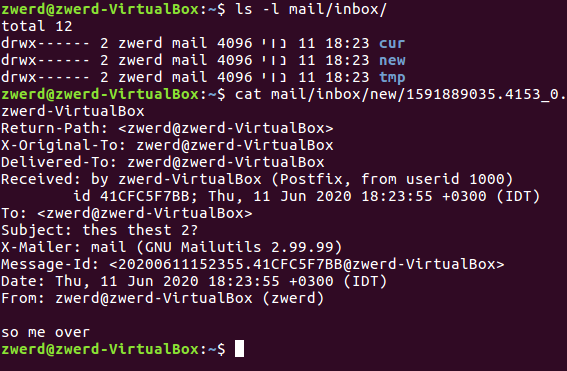 zwerd@zwerd-VirtualBox:~$ ls -l mail/inbox/
total 12
drwx------ 2 zwerd mail 4096 יונ 11 18:23 cur
drwx------ 2 zwerd mail 4096 יונ 11 18:23 new
drwx------ 2 zwerd mail 4096 יונ 11 18:23 tmp
zwerd@zwerd-VirtualBox:~$ cat mail/inbox/new/1591889035.4153_0.
zwerd-VirtualBox
Return-Path: <zwerd@zwerd-VirtualBox>
X-Original-To: zwerd@zwerd-VirtualBox
Delivered-To: zwerd@zwerd-VirtualBox
Received: by zwerd-VirtualBox (Postfix, from userid 1000)
id 41CFC5F7BB; Thu, 11 Jun 2020 18:23:55 +0300 (IDT)
To: <zwerd@zwerd-VirtualBox>
Subject: thes thest 2?
X-Mailer: mail (GNU Mailutils 2.99.99)
Message-Id: <20200611152355.41CFC5F7BB@zwerd-VirtualBox>
Date: Thu, 11 Jun 2020 18:23:55 +0300 (IDT)
From: zwerd@zwerd-VirtualBox (zwerd)
so me over
zwerd@zwerd-VirtualBox:~$